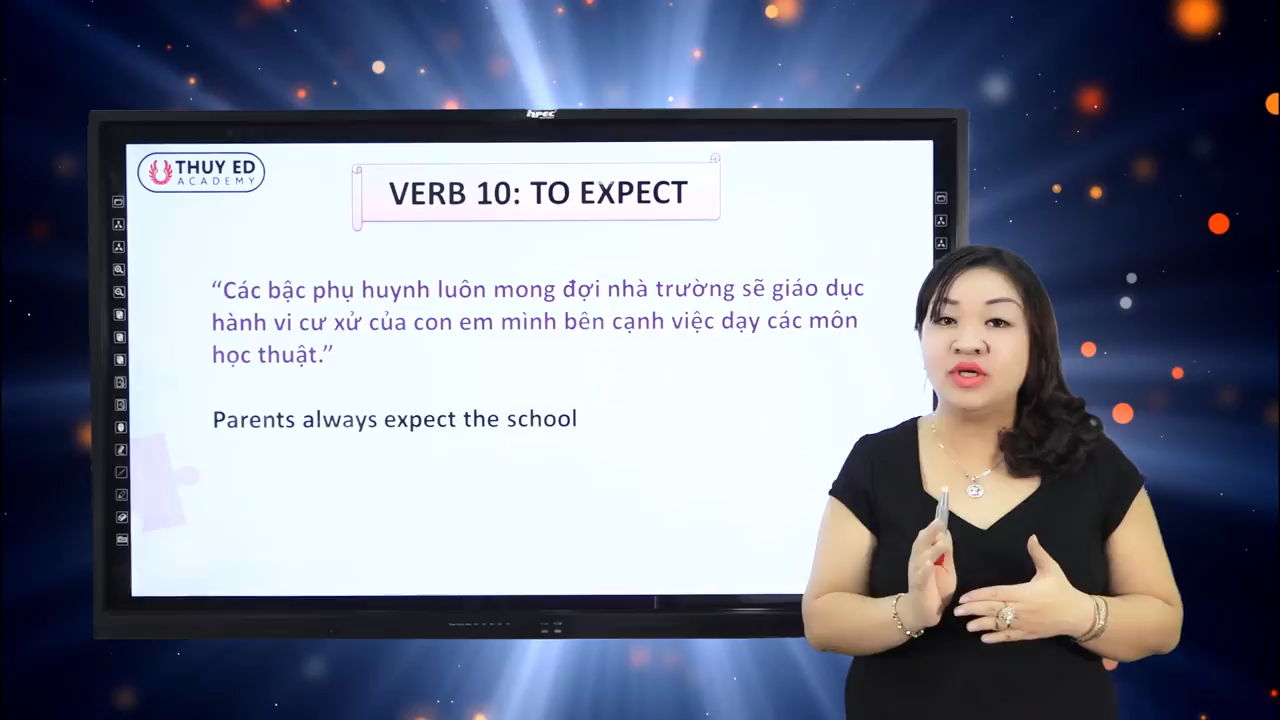 HPEC
THUY ED
ACADEMY
VERB 10: TO EXPECT
“Các bậc phụ huynh luôn mong đợi nhà trường sẽ giáo dục
hành vi cư xử của con em mình bên cạnh việc dạy các môn
học thuật.”
Parents always expect the school